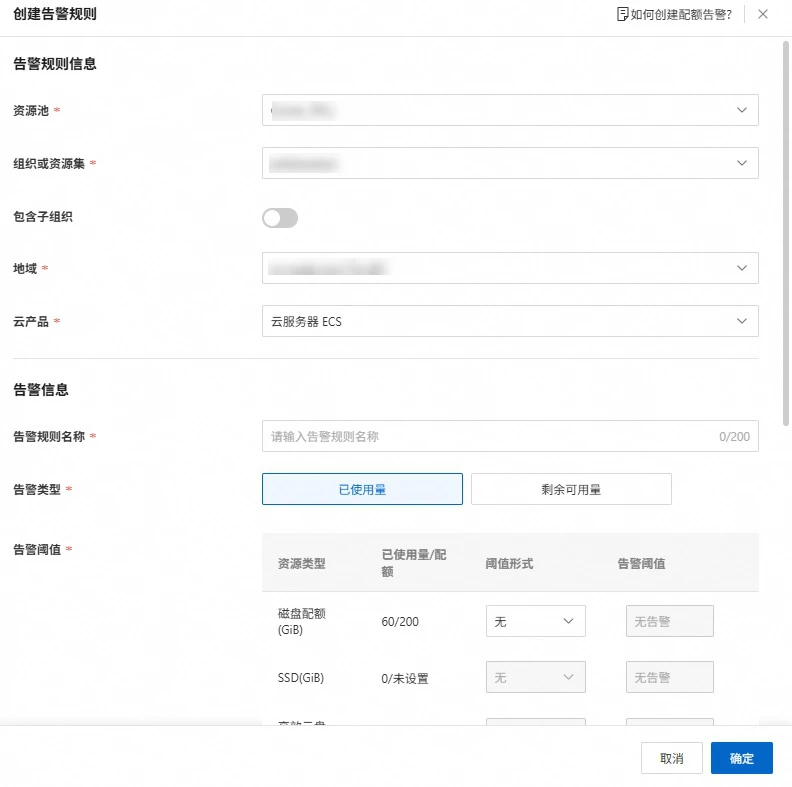 创建告警规则 如何创建配额告警?
告警规则信息
资源池 *
组织或资源集 *
包含子组织
地域 *
云产品 * 云服务器 ECS
告警信息
告警规则名称 * 请输入告警规则名称 0/200
告警类型 * 已使用量 剩余可用量
告警阈值 *
资源类型 已使用量/配额 阈值形式 告警阈值
磁盘配额
(GiB) 60/200 无 无告警
SSD(GiB) 0/未设置 无 无告警
取消 确定